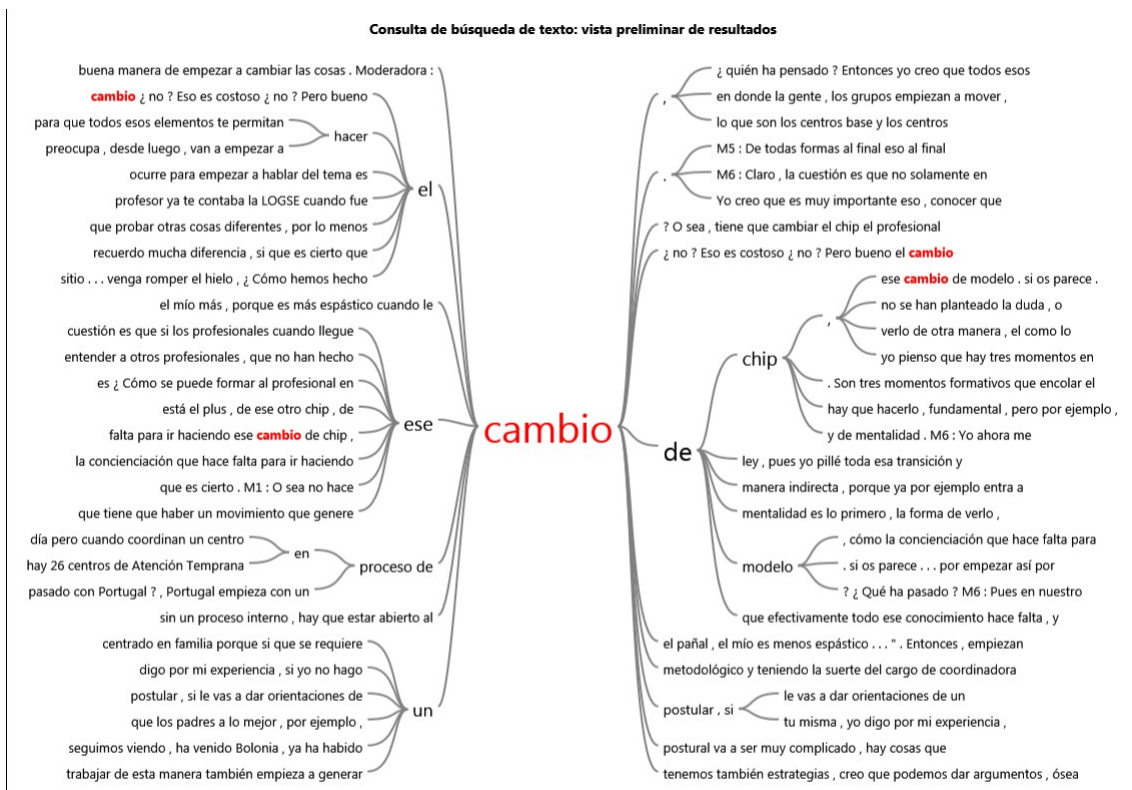 Consulta de búsqueda de texto: vista preliminar de resultados
buena manera de empezar a cambiar las cosas . Moderadora :
cambio ¿ no ? Eso es costoso ¿ no ? Pero bueno
para que todos esos elementos te permitan
preocupa , desde luego , van a empezar a
hacer
ocurre para empezar a hablar del tema es
profesor ya te contaba la LOGSE cuando fue
que probar otras cosas diferentes , por lo menos
recuerdo mucha diferencia , si que es cierto que
sitio . . . venga romper el hielo , ¿ Cómo hemos hecho
el
el mío más , porque es más espástico cuando le
cuestión es que si los profesionales cuando llegue
entender a otros profesionales , que no han hecho
es ¿ Cómo se puede formar al profesional en
está el plus , de ese otro chip , de
falta para ir haciendo ese cambio de chip ,
la concienciación que hace falta para ir haciendo
que es cierto . M1 : O sea no hace
que tiene que haber un movimiento que genere
ese
día pero cuando coordinan un centro
hay 26 centros de Atención Temprana
en
pasado con Portugal ? , Portugal empieza con un
proceso de
sin un proceso interno , hay que estar abierto al
centrado en familia porque si que se requiere
digo por mi experiencia , si yo no hago
postular , si le vas a dar orientaciones de
que los padres a lo mejor , por ejemplo ,
seguimos viendo , ha venido Bolonia , ya ha habido
trabajar de esta manera también empieza a generar
un
cambio
,
¿ quién ha pensado ? Entonces yo creo que todos esos
en donde la gente , los grupos empiezan a mover ,
lo que son los centros base y los centros
.
M5 : De todas formas al final eso al final
M6 : Claro , la cuestión es que no solamente en
Yo creo que es muy importante eso , conocer que
? O sea , tiene que cambiar el chip el profesional
¿ no ? Eso es costoso ¿ no ? Pero bueno el cambio
de
chip
,
ese cambio de modelo . si os parece .
no se han planteado la duda , o
verlo de otra manera , el como lo
yo pienso que hay tres momentos en
. Son tres momentos formativos que encolar el
hay que hacerlo , fundamental , pero por ejemplo ,
y de mentalidad . M6 : Yo ahora me
ley , pues yo pillé toda esa transición y
manera indirecta , porque ya por ejemplo entra a
mentalidad es lo primero , la forma de verlo ,
modelo
, cómo la concienciación que hace falta para
. si os parece . . . por empezar así por
? ¿ Qué ha pasado ? M6 : Pues en nuestro
que efectivamente todo ese conocimiento hace falta , y
el pañal , el mío es menos espástico . . . " . Entonces , empiezan
metodológico y teniendo la suerte del cargo de coordinadora
postular , si
le vas a dar orientaciones de un
tu misma , yo digo por mi experiencia ,
postural va a ser muy complicado , hay cosas que
tenemos también estrategias , creo que podemos dar argumentos , ósea